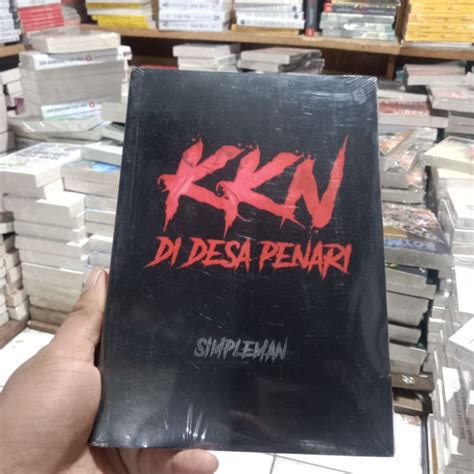 KKN
DI DESA PENARI
SIMPLEMAN